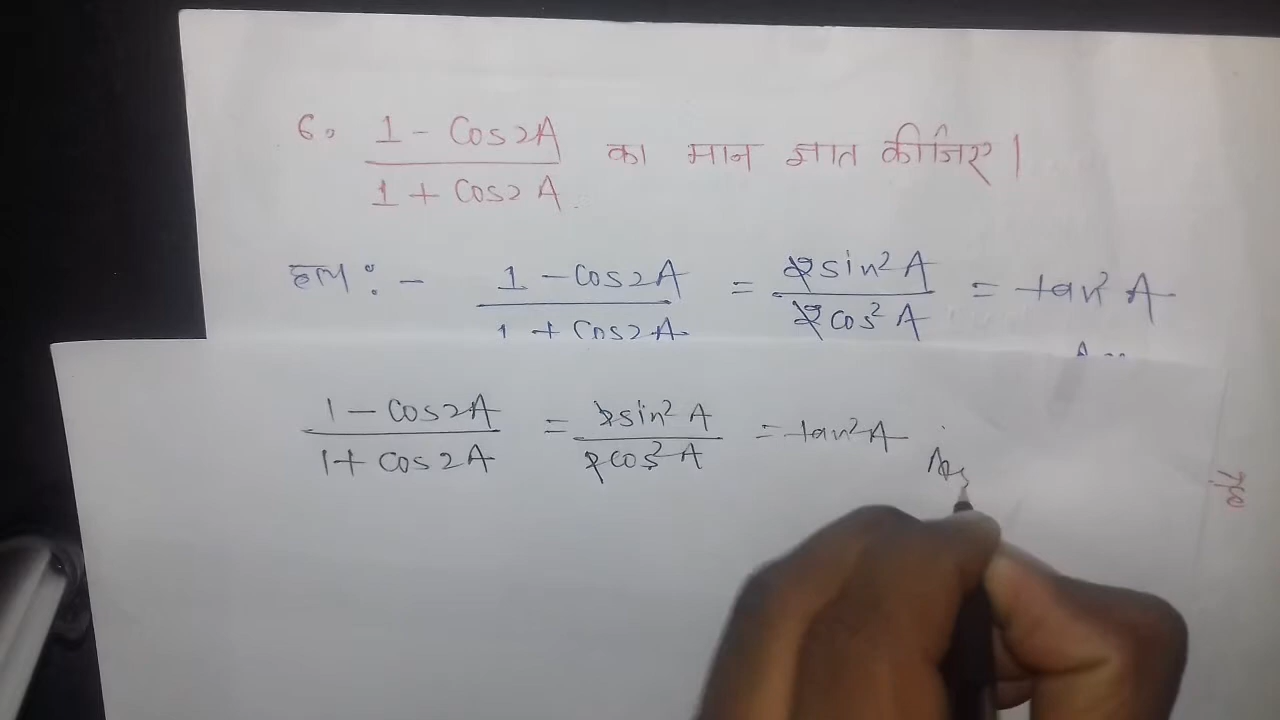 6. (1 - Cos2A)/(1 + Cos2A) का मान ज्ञात कीजिए।
हल :- (1 - Cos2A)/(1 + Cos2A) = (2sin²A)/(2cos²A) = tan²A
(1 - Cos2A)/(1 + Cos2A) = (2sin²A)/(2cos²A) = tan²A